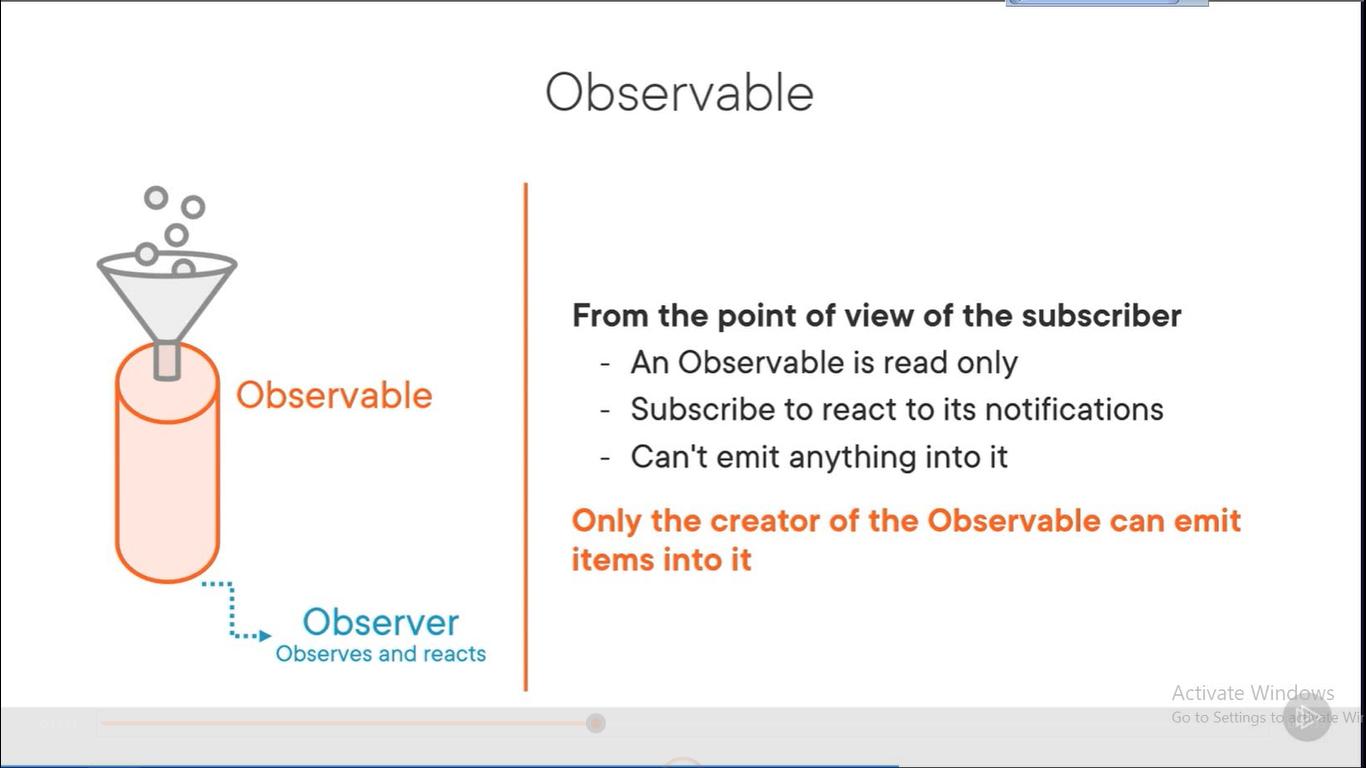 Observable
Observable
Observer
Observes and reacts
From the point of view of the subscriber
- An Observable is read only
- Subscribe to react to its notifications
- Can't emit anything into it
Only the creator of the Observable can emit
items into it
Activate Windows
Go to Settings to activate